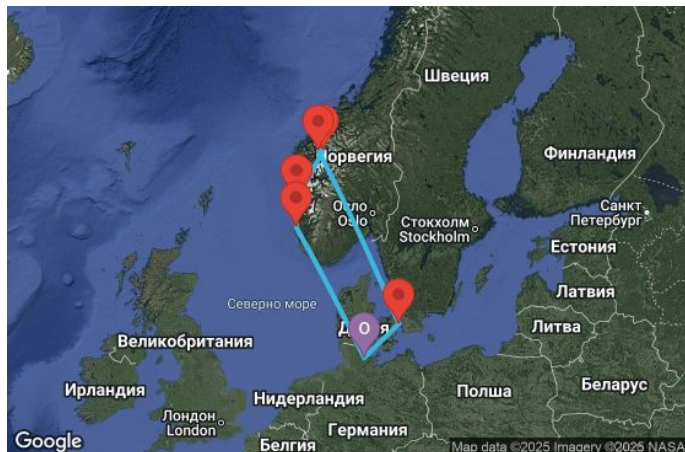 Швеция
Норвегия
Финландия
Осло
Oslo
Санкт
Петербург
Стокхолм
Stockholm
Естония
Северно море
Латвия
O
Великобритания
Литва
Ирландия
Нидерландия
Полша
Беларус
Лондон
London
Германия
Белгия
Google
Map data ©2025 Imagery ©2025 NASA